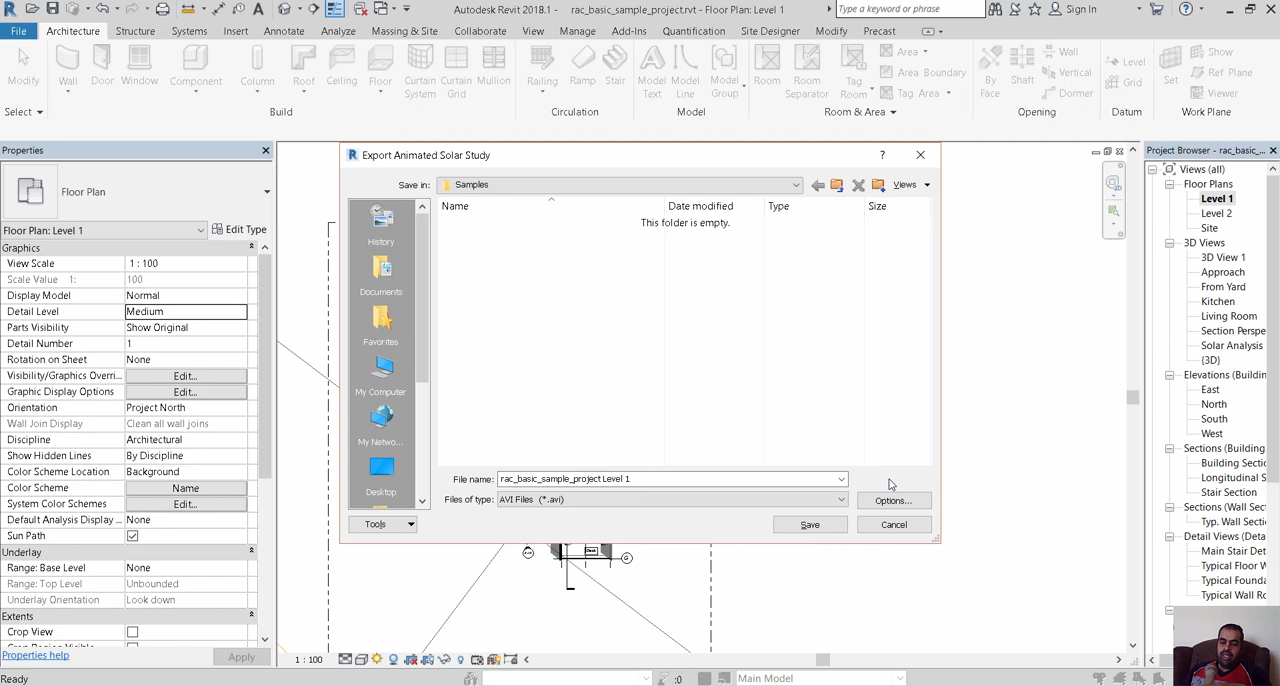 Autodesk Revit 2018.1 - rac_basic_sample_project.rvt - Floor Plan: Level 1
Type a keyword or phrase
Sign In
File Architecture Structure Systems Insert Annotate Analyze Massing & Site Collaborate View Manage Add-Ins Quantification Site Designer Modify Precast
Modify Wall Door Window Component Column Roof Ceiling Floor Curtain System Curtain Grid Mullion Railing Ramp Stair Model Text Model Line Model Group Room Room Separator Tag Room
Area
Area Boundary
Tag Area
By Face Shaft
Wall
Vertical
Dormer
Level
Grid
Set
Show
Ref Plane
Viewer
Select Build Circulation Model Room & Area Opening Datum Work Plane
Properties
Floor Plan
Floor Plan: Level 1 Edit Type
Graphics
View Scale 1 : 100
Scale Value 1: 100
Display Model Normal
Detail Level Medium
Parts Visibility Show Original
Detail Number 1
Rotation on Sheet None
Visibility/Graphics Overri... Edit...
Graphic Display Options Edit...
Orientation Project North
Wall Join Display Clean all wall joins
Discipline Architectural
Show Hidden Lines By Discipline
Color Scheme Location Background
Color Scheme Name
System Color Schemes Edit...
Default Analysis Display ... None
Sun Path
Underlay
Range: Base Level None
Range: Top Level Unbounded
Underlay Orientation Look down
Extents
Crop View
Properties help Apply
Ready
Export Animated Solar Study
Save in: Samples Views
Name Date modified Type Size
This folder is empty.
History
Documents
Favorites
My Computer
My Netwo...
Desktop
File name: rac_basic_sample_project Level 1
Files of type: AVI Files (*.avi) Options...
Tools Save Cancel
1 : 100
:0 Main Model
Project Browser - rac_basic_...
Views (all)
Floor Plans
Level 1
Level 2
Site
3D Views
3D View 1
Approach
From Yard
Kitchen
Living Room
Section Perspe
Solar Analysis
{3D}
Elevations (Buildin
East
North
South
West
Sections (Building
Building Secti
Longitudinal S
Stair Section
Sections (Wall Sec
Typ. Wall Sect
Detail Views (Deta
Main Stair De
Typical Floor W
Typical Founda
Typical Wall Ro